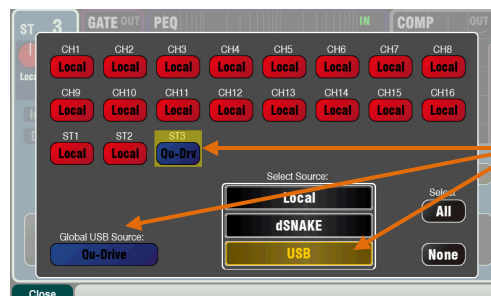 ST 3 GATE OUT PEQ IN COMP OUT
CH1 CH2 CH3 CH4 CH5 CH6 CH7 CH8
Local Local Local Local Local Local Local Local
CH9 CH10 CH11 CH12 CH13 CH14 CH15 CH16
Local Local Local Local Local Local Local Local
ST1 ST2 ST3
Local Local Qu-Drv
Select Source:
Local
dSNAKE
USB
Select
All
None
Global USB Source:
Qu-Drive
Close